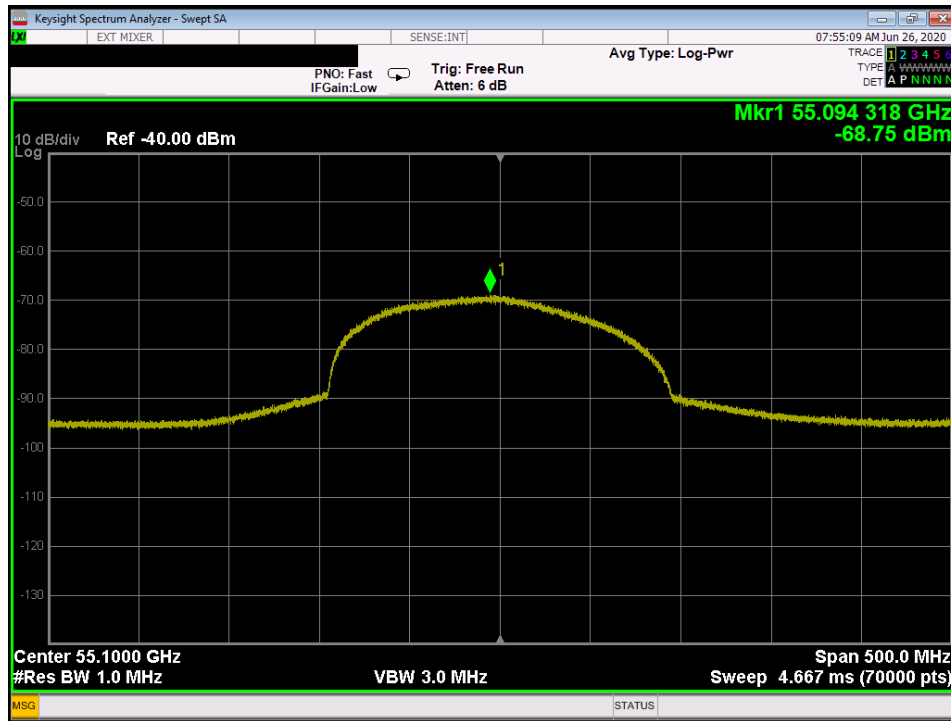 Keysight Spectrum Analyzer - Swept SA
LXI EXT MIXER SENSE:INT 07:55:09 AM Jun 26, 2020
PNO: Fast Trig: Free Run Avg Type: Log-Pwr TRACE 1 2 3 4 5 6
IFGain:Low Atten: 6 dB TYPE A WWWWW
DET A P N N N N
Mkr1 55.094 318 GHz
-68.75 dBm
10 dB/div Ref -40.00 dBm
Log
-50.0
-60.0
1
-70.0
-80.0
-90.0
-100
-110
-120
-130
Center 55.1000 GHz Span 500.0 MHz
#Res BW 1.0 MHz VBW 3.0 MHz Sweep 4.667 ms (70000 pts)
MSG STATUS